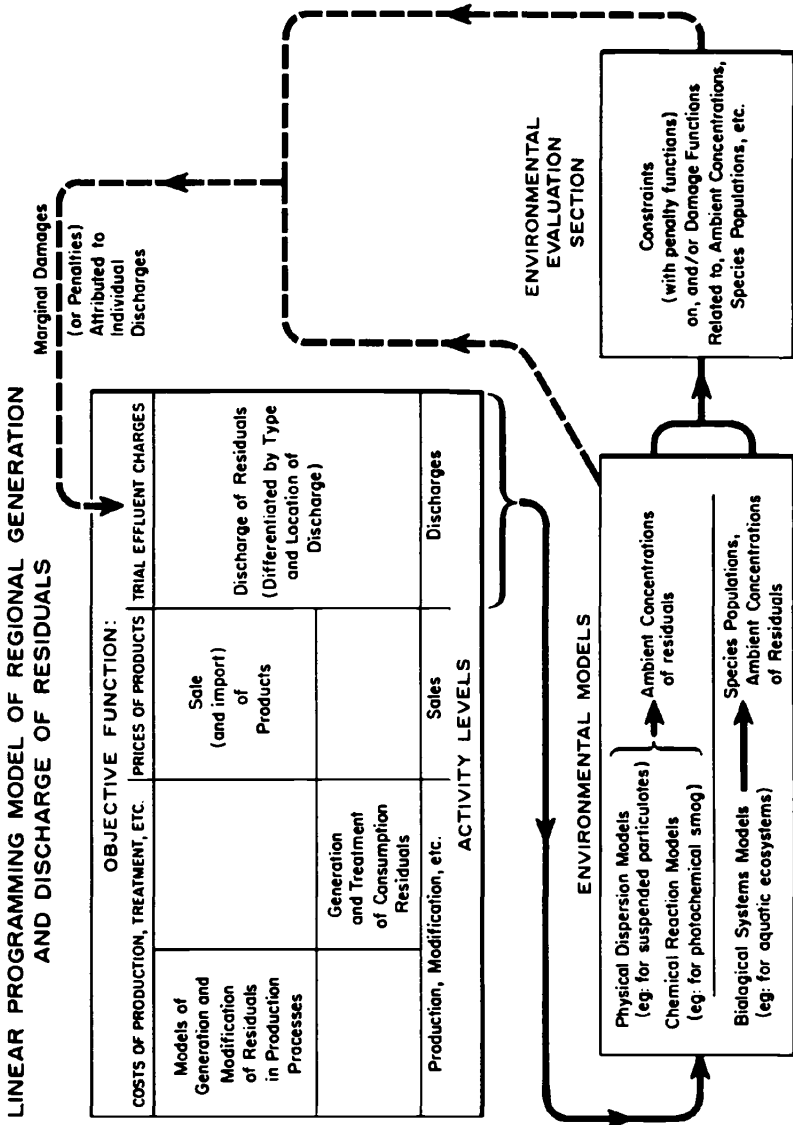 LINEAR PROGRAMMING MODEL OF REGIONAL GENERATION
AND DISCHARGE OF RESIDUALS
OBJECTIVE FUNCTION:
COSTS OF PRODUCTION, TREATMENT, ETC.
PRICES OF PRODUCTS
TRIAL EFFLUENT CHARGES
Models of
Generation and
Modification
of Residuals
in Production
Processes
Sale
(and import)
of
Products
Discharge of Residuals
(Differentiated by Type
and Location of
Discharge)
Generation
and Treatment
of Consumption
Residuals
Production, Modification, etc.
Sales
Discharges
ACTIVITY LEVELS
Marginal Damages
(or Penalties)
Attributed to
Individual
Discharges
ENVIRONMENTAL MODELS
Physical Dispersion Models
(eg: for suspended particulates)
Chemical Reaction Models
(eg: for photochemical smog)
Ambient Concentrations
of residuals
Bialagical Systems Models
(eg: for aquatic ecosystems)
Species Populations,
Ambient Concentrations
of Residuals
ENVIRONMENTAL
EVALUATION
SECTION
Constraints
(with penalty functions)
on, and/or Damage Functions
Related to, Ambient Concentrations,
Species Populations, etc.